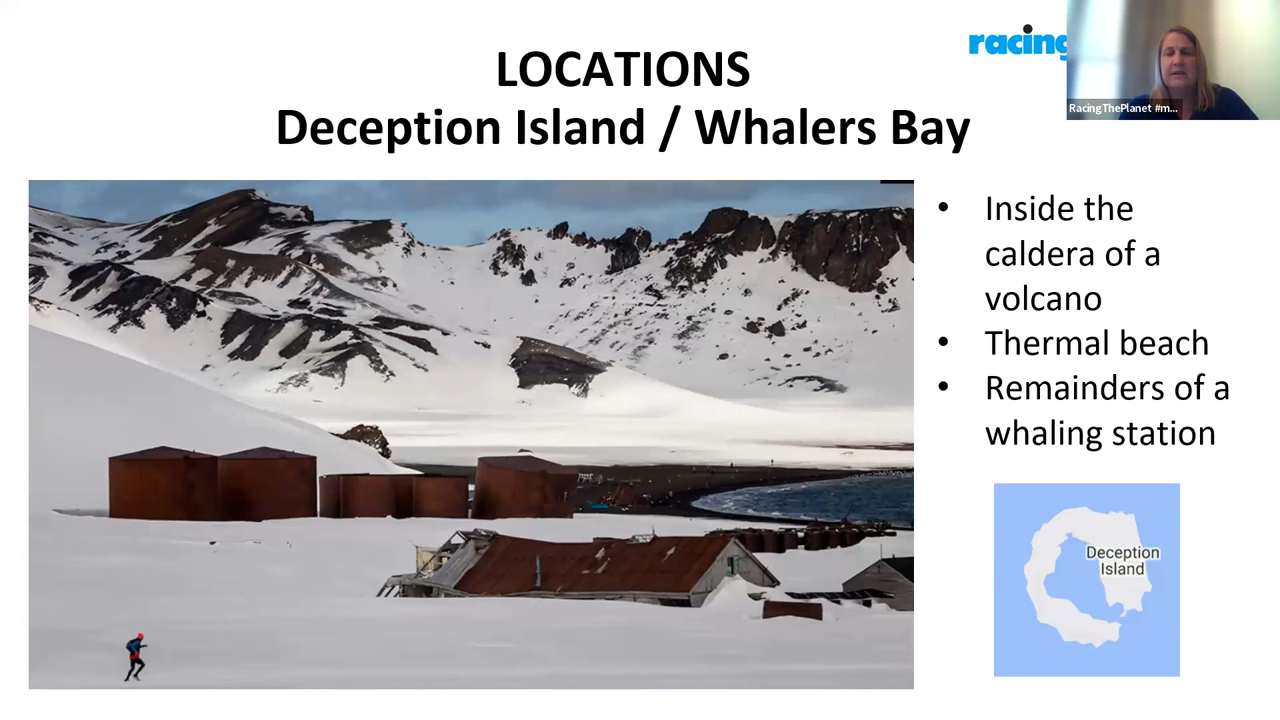 LOCATIONS
Deception Island / Whalers Bay
racing
RacingThePlanet #m...
• Inside the
caldera of a
volcano
• Thermal beach
• Remainders of a
whaling station
Deception
Island